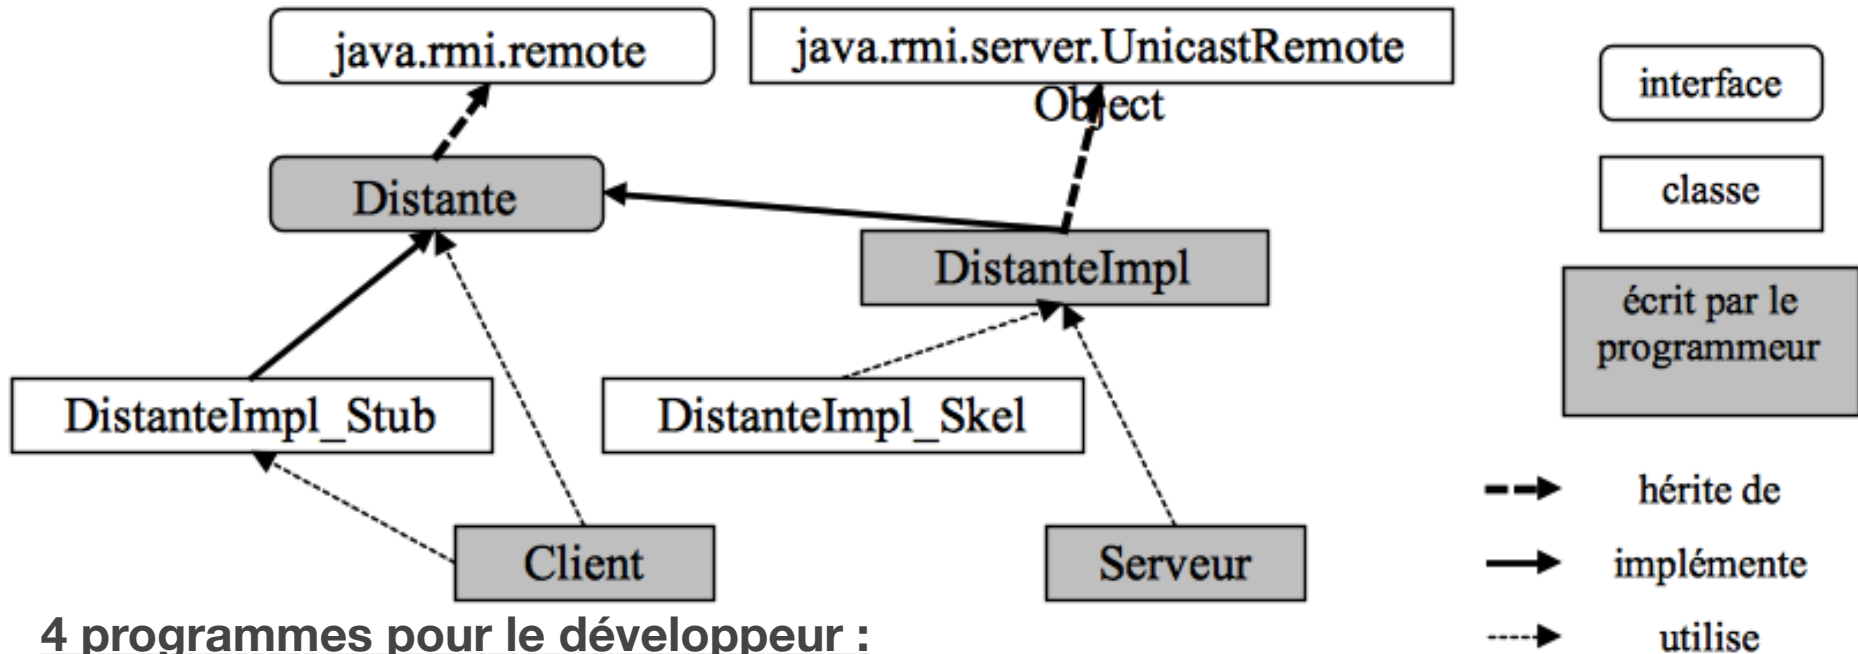 java.rmi.remote
java.rmi.server.UnicastRemote
Object
interface
Distante
classe
DistanteImpl
écrit par le
programmeur
DistanteImpl_Stub
DistanteImpl_Skel
hérite de
Client
Serveur
implémente
4 programmes pour le développeur :
utilise